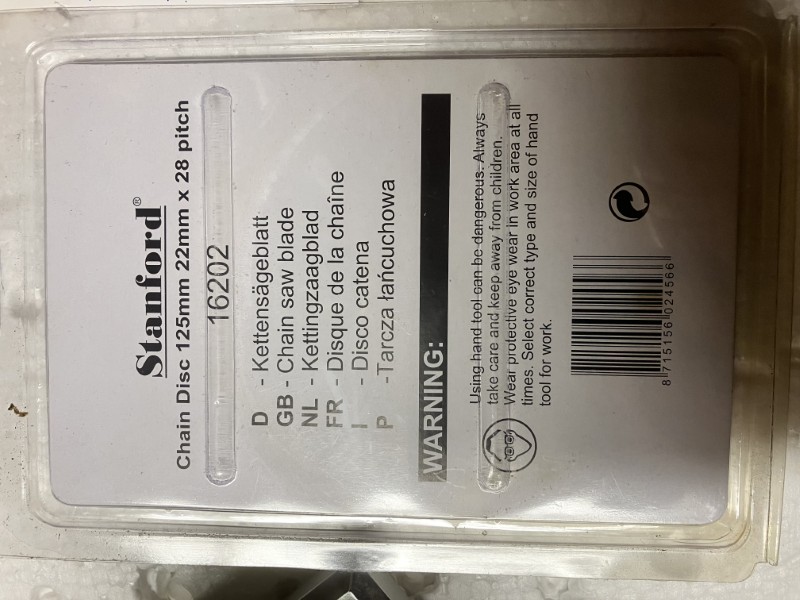 Stanford®
Chain Disc 125mm 22mm x 28 pitch
16202
D - Kettensägeblatt
GB - Chain saw blade
NL - Kettingzaagblad
FR - Disque de la chaîne
I - Disco catena
P - Tarcza łańcuchowa
WARNING:
Using hand tool can be dangerous. Always
take care and keep away from children.
Wear protective eye wear in work area at all
times. Select correct type and size of hand
tool for work.
8 715156 024566